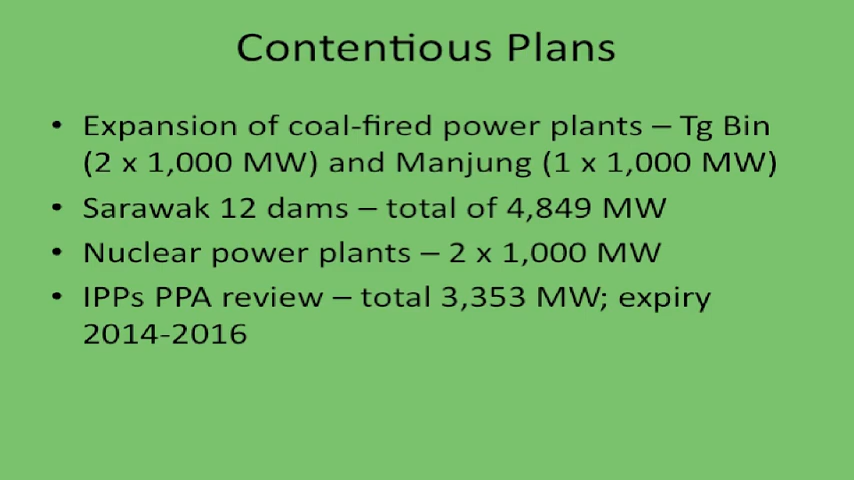 Contentious Plans
• Expansion of coal-fired power plants – Tg Bin
(2 x 1,000 MW) and Manjung (1 x 1,000 MW)
• Sarawak 12 dams – total of 4,849 MW
• Nuclear power plants – 2 x 1,000 MW
• IPPs PPA review – total 3,353 MW; expiry
2014-2016